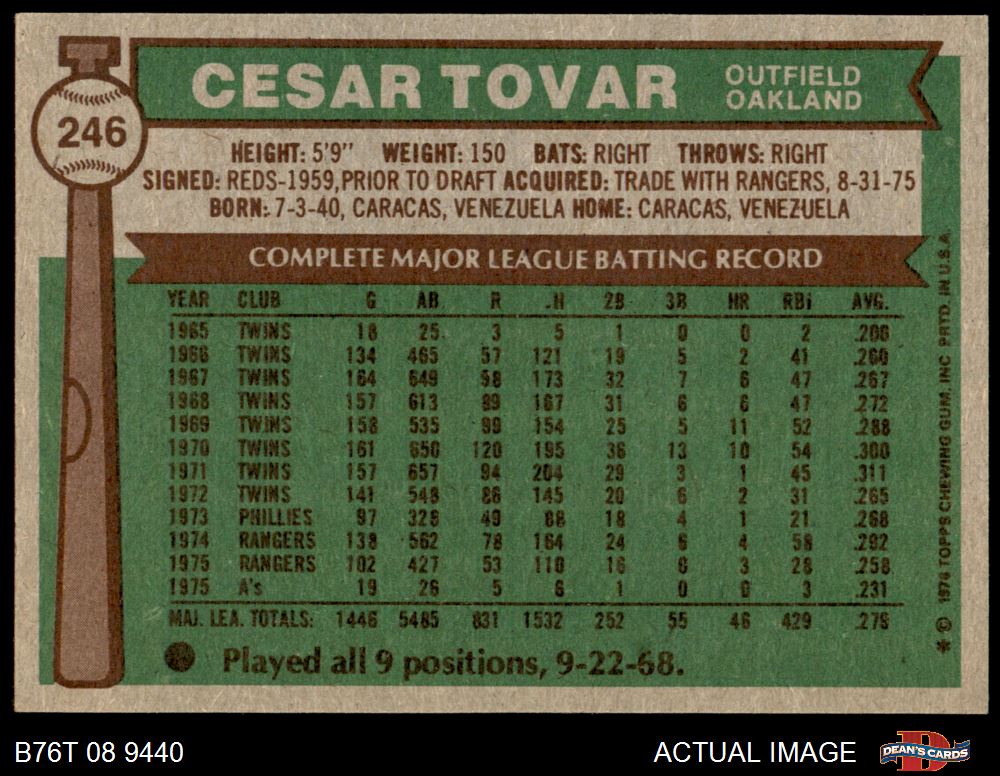 CESAR TOVAR
OUTFIELD
OAKLAND
246
HEIGHT: 5'9" WEIGHT: 150 BATS: RIGHT THROWS: RIGHT
SIGNED: REDS-1959, PRIOR TO DRAFT ACQUIRED: TRADE WITH RANGERS, 8-31-75
BORN: 7-3-40, CARACAS, VENEZUELA HOME: CARACAS, VENEZUELA
COMPLETE MAJOR LEAGUE BATTING RECORD
YEAR CLUB G AB R H 2B 3B HR RBI AVG.
1965 TWINS 18 25 3 5 1 0 0 2 .200
1966 TWINS 134 465 57 121 19 5 2 41 .260
1967 TWINS 164 649 98 173 32 7 6 47 .267
1968 TWINS 157 613 89 167 31 6 6 47 .272
1969 TWINS 158 535 99 154 25 5 11 52 .288
1970 TWINS 161 650 120 195 36 13 10 54 .300
1971 TWINS 157 657 94 204 29 3 1 45 .311
1972 TWINS 141 548 86 145 20 6 2 31 .265
1973 PHILLIES 97 328 49 88 18 4 1 21 .268
1974 RANGERS 138 562 78 164 24 6 4 58 .292
1975 RANGERS 102 427 53 110 16 0 3 28 .258
1975 A's 19 26 5 6 1 0 0 3 .231
MAJ. LEA. TOTALS: 1446 5485 831 1532 252 55 46 429 .279
Played all 9 positions, 9-22-68.
* © 1976 TOPPS CHEWING GUM, INC PRTD. IN U.S.A.
B76T 08 9440
ACTUAL IMAGE
D
DEAN'S CARDS